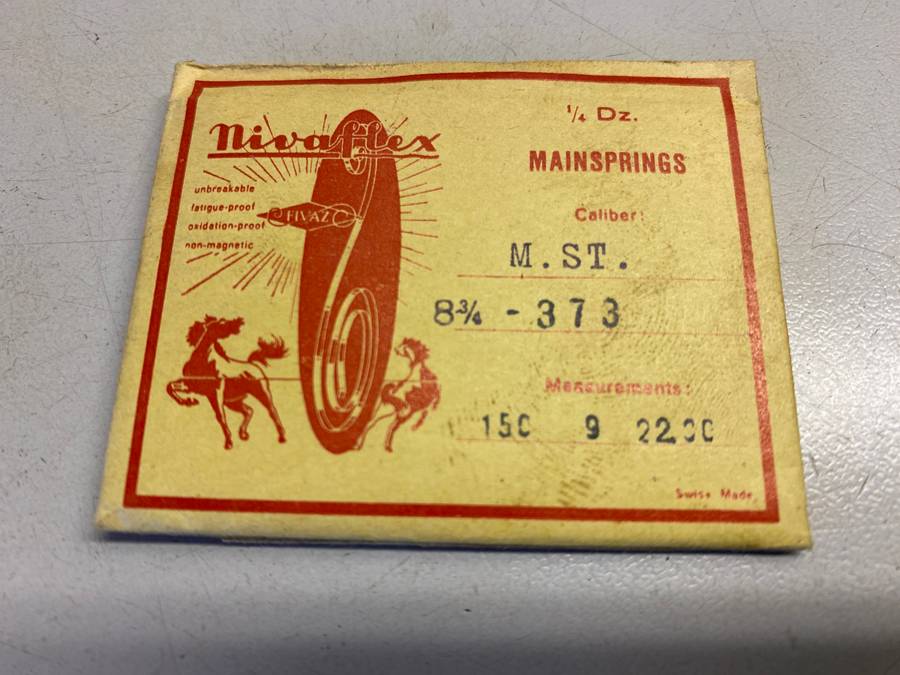 Nivaflex
unbreakable
fatigue-proof
oxidation-proof
non-magnetic
FIVAZ
1/4 Dz.
MAINSPRINGS
Caliber:
M.ST.
8¾ - 373
Measurements:
150 9 2200
Swiss Made